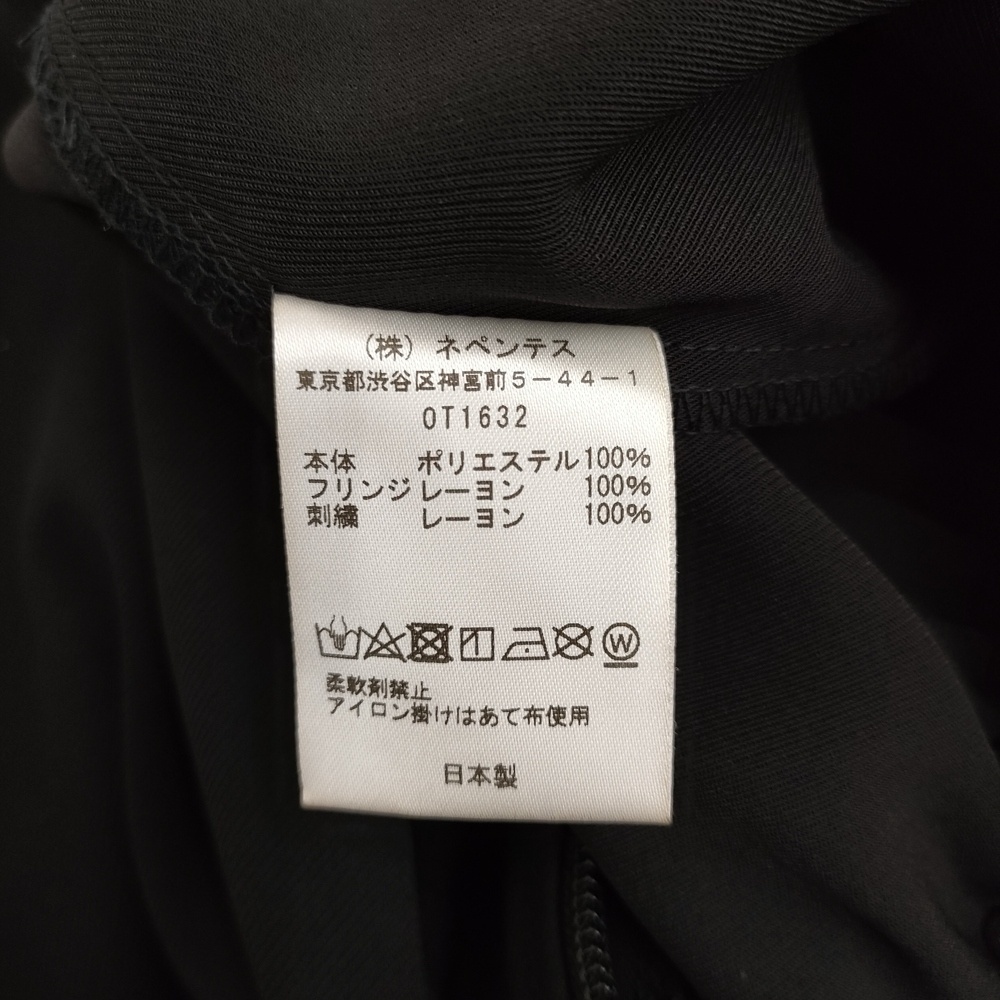 (株) ネペンテス
東京都渋谷区神宮前5-44-1
OT1632
本体 ポリエステル100%
フリンジ レーヨン 100%
刺繍 レーヨン 100%
W
柔軟剤禁止
アイロン掛けはあて布使用
日本製